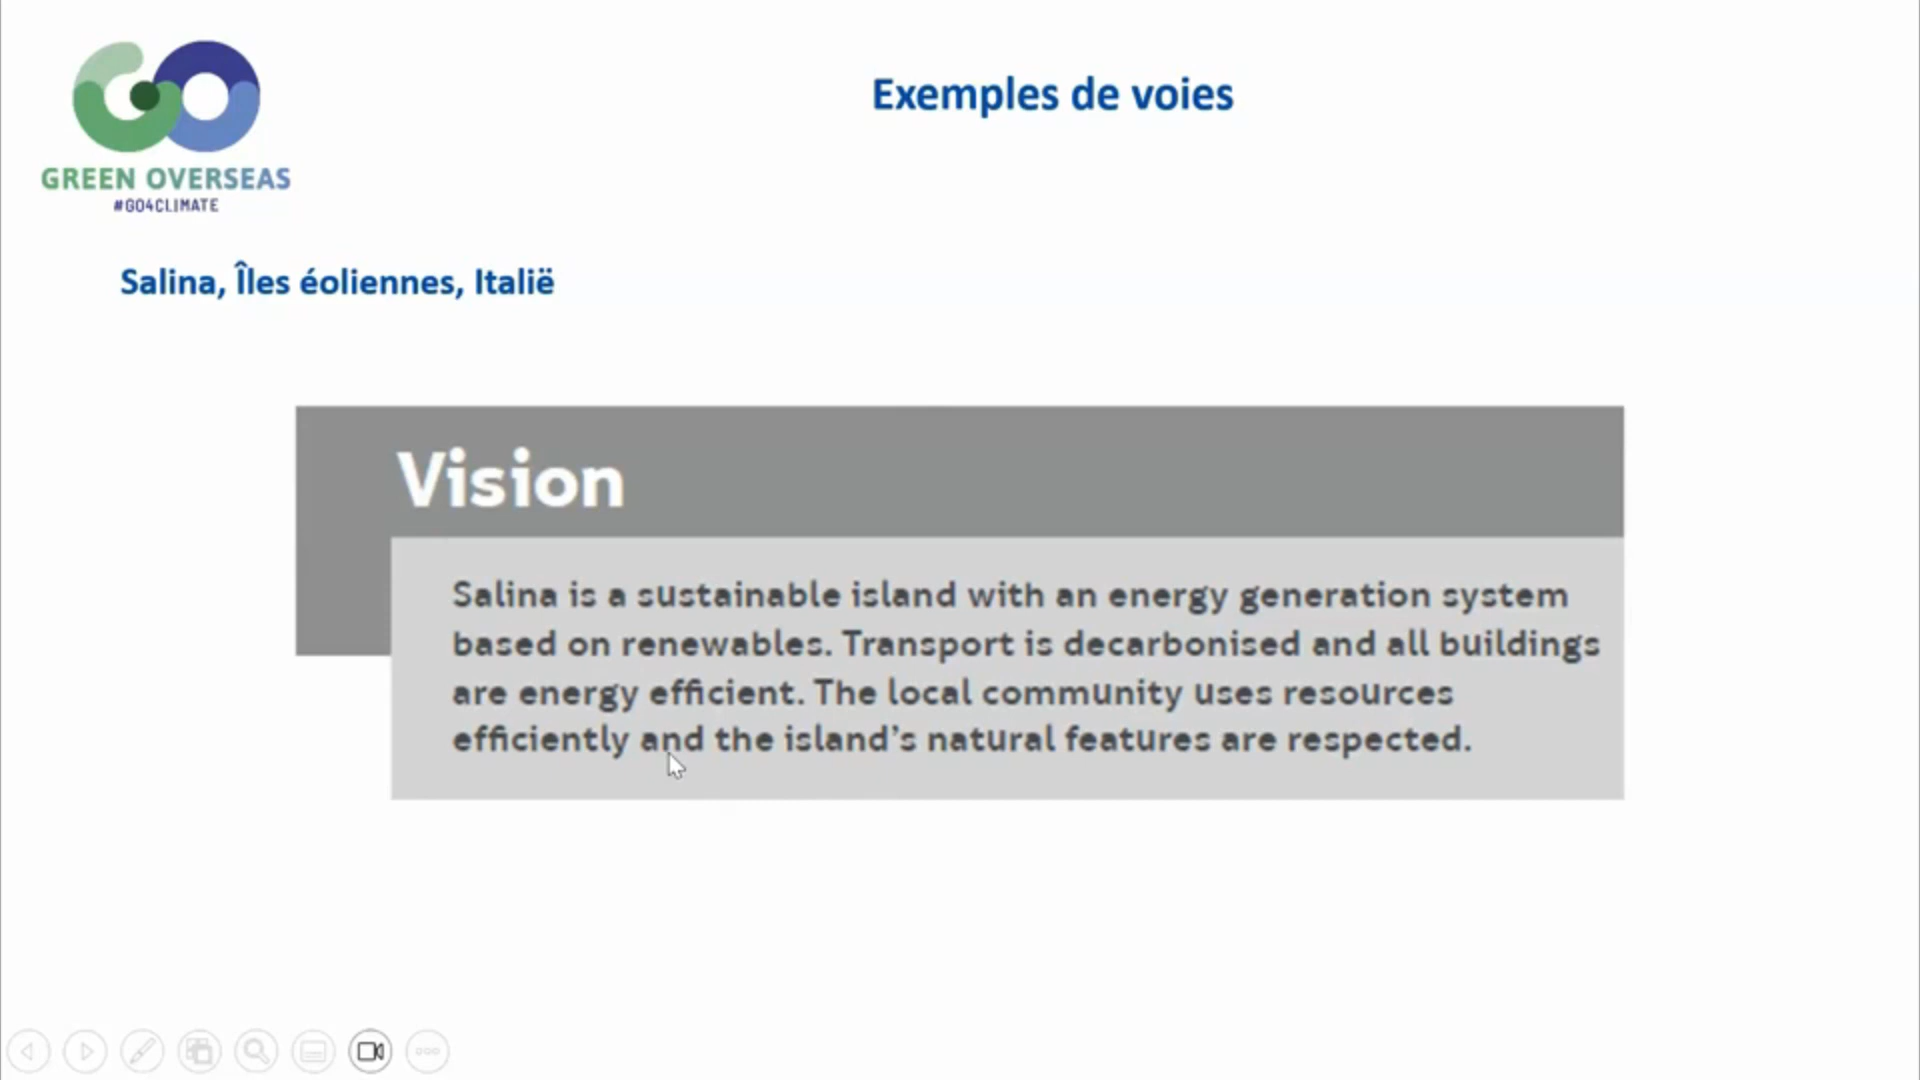 GREEN OVERSEAS
#GO4CLIMATE
Exemples de voies
Salina, Îles éoliennes, Italië
Vision
Salina is a sustainable island with an energy generation system
based on renewables. Transport is decarbonised and all buildings
are energy efficient. The local community uses resources
efficiently and the island’s natural features are respected.